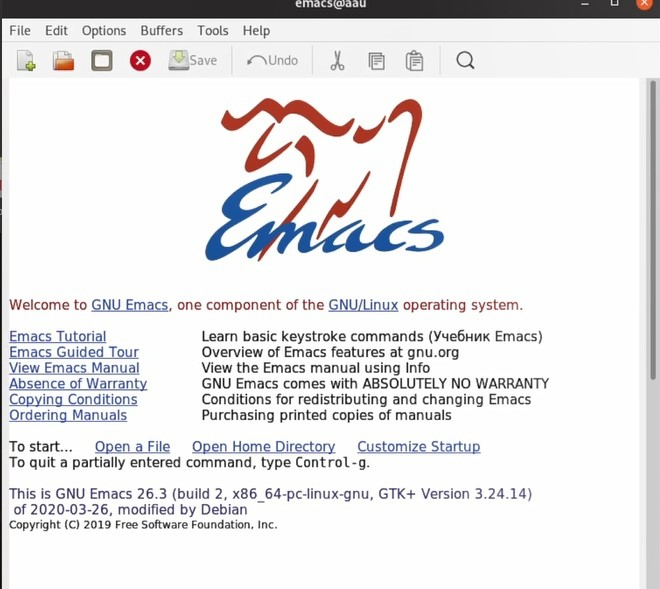 emacs@aau
File Edit Options Buffers Tools Help
Save Undo
Emacs
Welcome to GNU Emacs, one component of the GNU/Linux operating system.
Emacs Tutorial Learn basic keystroke commands (Учебник Emacs)
Emacs Guided Tour Overview of Emacs features at gnu.org
View Emacs Manual View the Emacs manual using Info
Absence of Warranty GNU Emacs comes with ABSOLUTELY NO WARRANTY
Copying Conditions Conditions for redistributing and changing Emacs
Ordering Manuals Purchasing printed copies of manuals
To start... Open a File Open Home Directory Customize Startup
To quit a partially entered command, type Control-g.
This is GNU Emacs 26.3 (build 2, x86_64-pc-linux-gnu, GTK+ Version 3.24.14)
of 2020-03-26, modified by Debian
Copyright (C) 2019 Free Software Foundation, Inc.